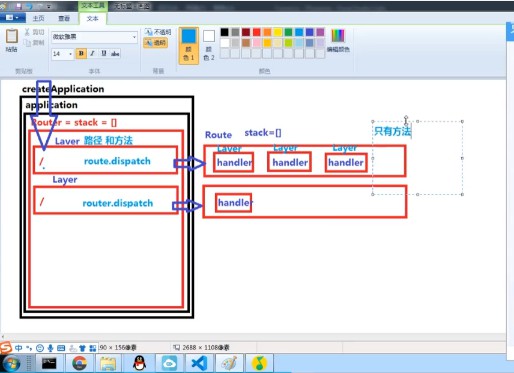 文本工具
主页 查看 文本
粘贴
剪切
复制
微软雅黑
14 B I U abc
不透明
透明
颜色 1
颜色 2
编辑颜色
剪贴板 字体 背景 颜色
createApplication
application
Router = stack = []
Layer 路径 和方法
/ route.dispatch
Layer
/ router.dispatch
Route stack=[]
Layer Layer Layer
handler handler handler
handler
只有方法
中
90 × 156像素
2688 × 1108像素